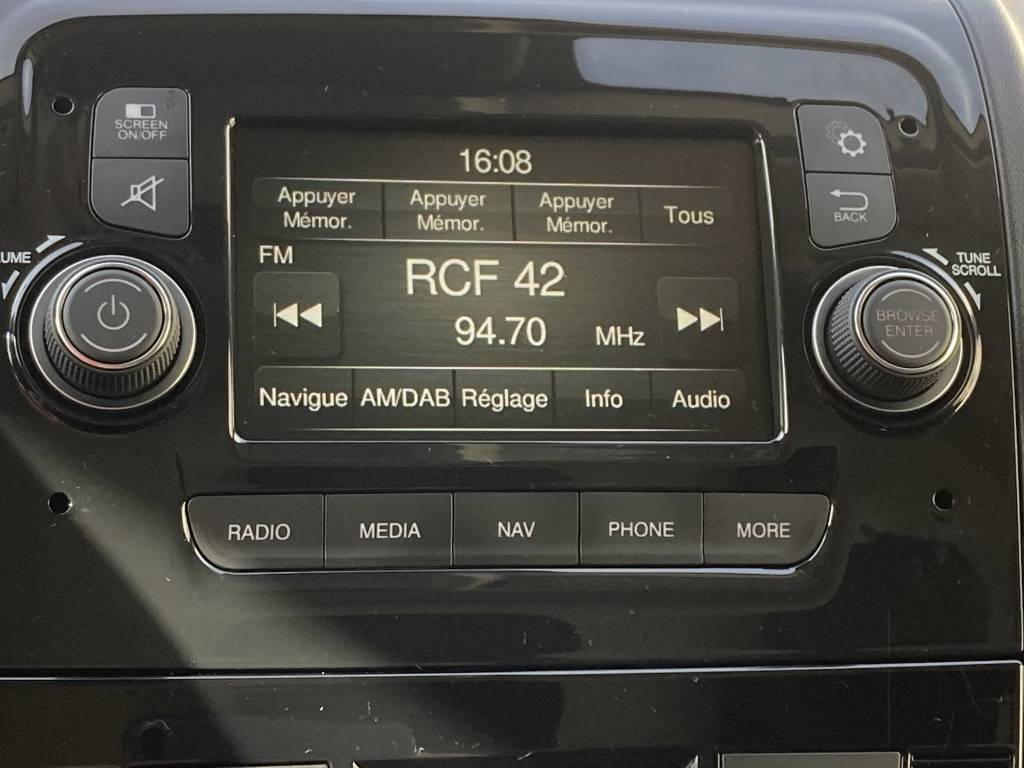 SCREEN
ON/OFF
16:08
Appuyer
Mémor.
Appuyer
Mémor.
Appuyer
Mémor.
Tous
BACK
FM
RCF 42
94.70 MHz
TUNE
SCROLL
BROWSE
ENTER
Navigue AM/DAB Réglage Info Audio
RADIO MEDIA NAV PHONE MORE